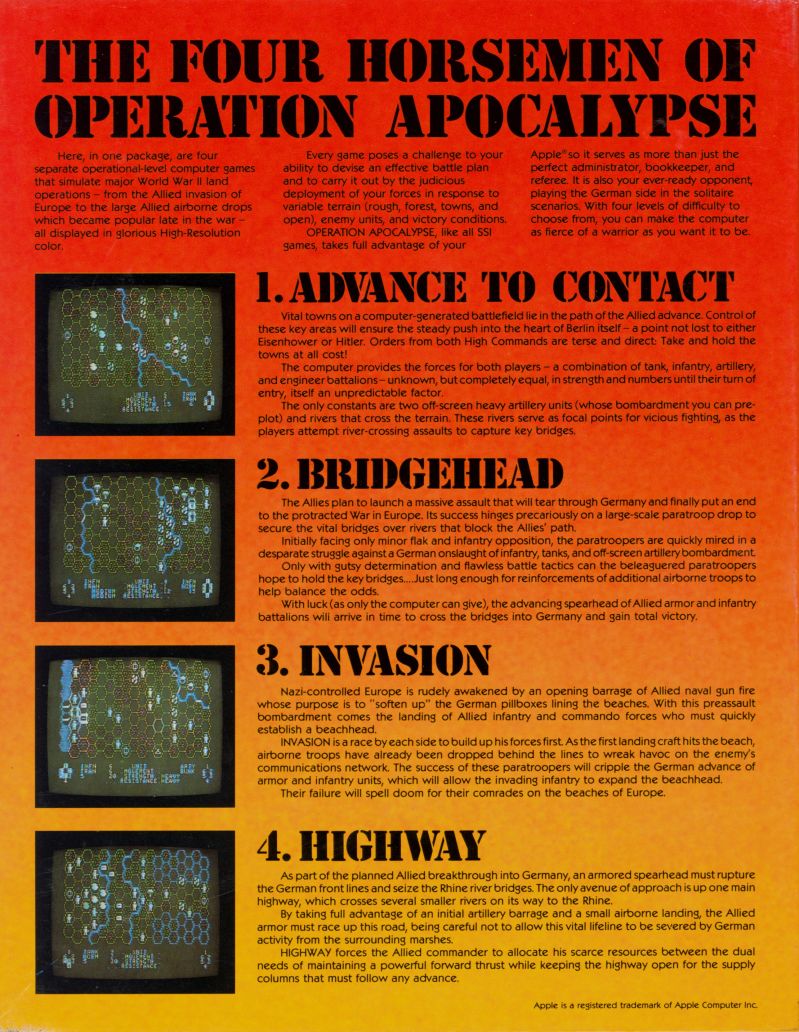 THE FOUR HORSEMEN OF
OPERATION APOCALYPSE
Here, in one package, are four
separate operational-level computer games
that simulate major World War II land
operations – from the Allied invasion of
Europe to the large Allied airborne drops
which became popular late in the war –
all displayed in glorious High-Resolution
color.
Every game poses a challenge to your
ability to devise an effective battle plan
and to carry it out by the judicious
deployment of your forces in response to
variable terrain (rough, forest, towns, and
open), enemy units, and victory conditions.
OPERATION APOCALYPSE, like all SSI
games, takes full advantage of your
Apple® so it serves as more than just the
perfect administrator, bookkeeper, and
referee. It is also your ever-ready opponent,
playing the German side in the solitaire
scenarios. With four levels of difficulty to
choose from, you can make the computer
as fierce of a warrior as you want it to be.
1. ADVANCE TO CONTACT
Vital towns on a computer-generated battlefield lie in the path of the Allied advance. Control of
these key areas will ensure the steady push into the heart of Berlin itself – a point not lost to either
Eisenhower or Hitler. Orders from both High Commands are terse and direct: Take and hold the
towns at all cost!
The computer provides the forces for both players – a combination of tank, infantry, artillery,
and engineer battalions – unknown, but completely equal, in strength and numbers until their turn of
entry, itself an unpredictable factor.
The only constants are two off-screen heavy artillery units (whose bombardment you can pre-
plot) and rivers that cross the terrain. These rivers serve as focal points for vicious fighting, as the
players attempt river-crossing assaults to capture key bridges.
UNIT
MOVEMENT
STRENGTH
RESISTANCE
2. BRIDGEHEAD
The Allies plan to launch a massive assault that will tear through Germany and finally put an end
to the protracted War in Europe. Its success hinges precariously on a large-scale paratroop drop to
secure the vital bridges over rivers that block the Allies' path.
Initially facing only minor flak and infantry opposition, the paratroopers are quickly mired in a
desparate struggle against a German onslaught of infantry, tanks, and off-screen artillery bombardment.
Only with gutsy determination and flawless battle tactics can the beleaguered paratroopers
hope to hold the key bridges....Just long enough for reinforcements of additional airborne troops to
help balance the odds.
With luck (as only the computer can give), the advancing spearhead of Allied armor and infantry
battalions will arrive in time to cross the bridges into Germany and gain total victory.
UNIT
MOVEMENT
STRENGTH
RESISTANCE
3. INVASION
Nazi-controlled Europe is rudely awakened by an opening barrage of Allied naval gun fire
whose purpose is to "soften up" the German pillboxes lining the beaches. With this preassault
bombardment comes the landing of Allied infantry and commando forces who must quickly
establish a beachhead.
INVASION is a race by each side to build up his forces first. As the first landing craft hits the beach,
airborne troops have already been dropped behind the lines to wreak havoc on the enemy's
communications network. The success of these paratroopers will cripple the German advance of
armor and infantry units, which will allow the invading infantry to expand the beachhead.
Their failure will spell doom for their comrades on the beaches of Europe.
UNIT
MOVEMENT
STRENGTH
RESISTANCE
4. HIGHWAY
As part of the planned Allied breakthrough into Germany, an armored spearhead must rupture
the German front lines and seize the Rhine river bridges. The only avenue of approach is up one main
highway, which crosses several smaller rivers on its way to the Rhine.
By taking full advantage of an initial artillery barrage and a small airborne landing, the Allied
armor must race up this road, being careful not to allow this vital lifeline to be severed by German
activity from the surrounding marshes.
HIGHWAY forces the Allied commander to allocate his scarce resources between the dual
needs of maintaining a powerful forward thrust while keeping the highway open for the supply
columns that must follow any advance.
UNIT
MOVEMENT
STRENGTH
RESISTANCE
Apple is a registered trademark of Apple Computer Inc.